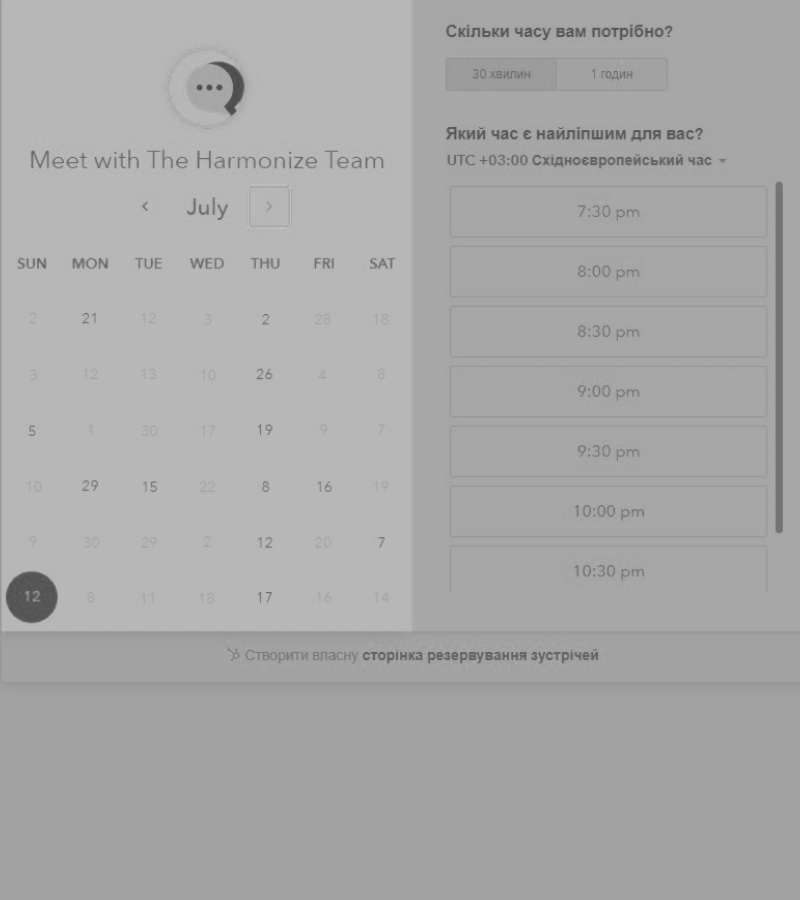 Meet with The Harmonize Team
July
SUN MON TUE WED THU FRI SAT
2 21 12 3 2 28 18
3 12 13 10 26 4 8
5 1 30 17 19 9 7
10 29 15 22 8 16 19
9 30 29 2 12 20 7
12 8 11 18 17 16 14
Скільки часу вам потрібно?
30 хвилин 1 годин
Який час є найліпшим для вас?
UTC +03:00 Східноєвропейський час
7:30 pm
8:00 pm
8:30 pm
9:00 pm
9:30 pm
10:00 pm
10:30 pm
Створити власну сторінка резервування зустрічей